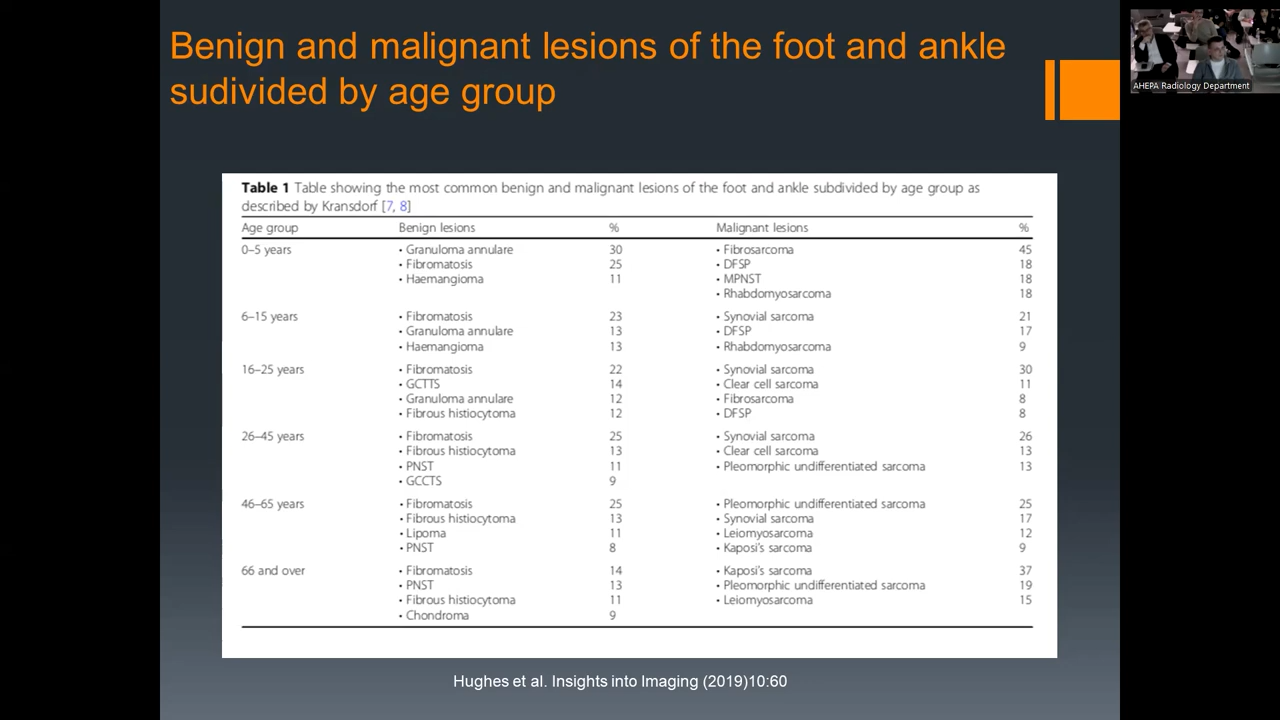 Benign and malignant lesions of the foot and ankle
sudivided by age group
AHEPA Radiology Department
Table 1 Table showing the most common benign and malignant lesions of the foot and ankle subdivided by age group as
described by Kransdorf [7, 8]
Age group Benign lesions % Malignant lesions %
0–5 years • Granuloma annulare 30 • Fibrosarcoma 45
• Fibromatosis 25 • DFSP 18
• Haemangioma 11 • MPNST 18
• Rhabdomyosarcoma 18
6–15 years • Fibromatosis 23 • Synovial sarcoma 21
• Granuloma annulare 13 • DFSP 17
• Haemangioma 13 • Rhabdomyosarcoma 9
16–25 years • Fibromatosis 22 • Synovial sarcoma 30
• GCTTS 14 • Clear cell sarcoma 11
• Granuloma annulare 12 • Fibrosarcoma 8
• Fibrous histiocytoma 12 • DFSP 8
26–45 years • Fibromatosis 25 • Synovial sarcoma 26
• Fibrous histiocytoma 13 • Clear cell sarcoma 13
• PNST 11 • Pleomorphic undifferentiated sarcoma 13
• GCCTS 9
46–65 years • Fibromatosis 25 • Pleomorphic undifferentiated sarcoma 25
• Fibrous histiocytoma 13 • Synovial sarcoma 17
• Lipoma 11 • Leiomyosarcoma 12
• PNST 8 • Kaposi's sarcoma 9
66 and over • Fibromatosis 14 • Kaposi's sarcoma 37
• PNST 13 • Pleomorphic undifferentiated sarcoma 19
• Fibrous histiocytoma 11 • Leiomyosarcoma 15
• Chondroma 9
Hughes et al. Insights into Imaging (2019)10:60